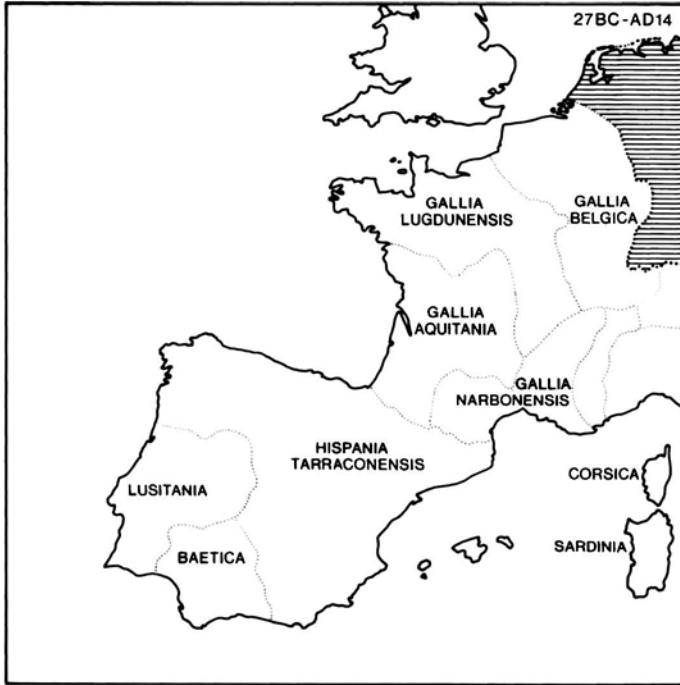 27BC-AD14
GALLIA
LUGDUNENSIS
GALLIA
BELGICA
GALLIA
AQUITANIA
GALLIA
NARBONENSIS
HISPANIA
TARRACONENSIS
LUSITANIA
BAETICA
CORSICA
SARDINIA